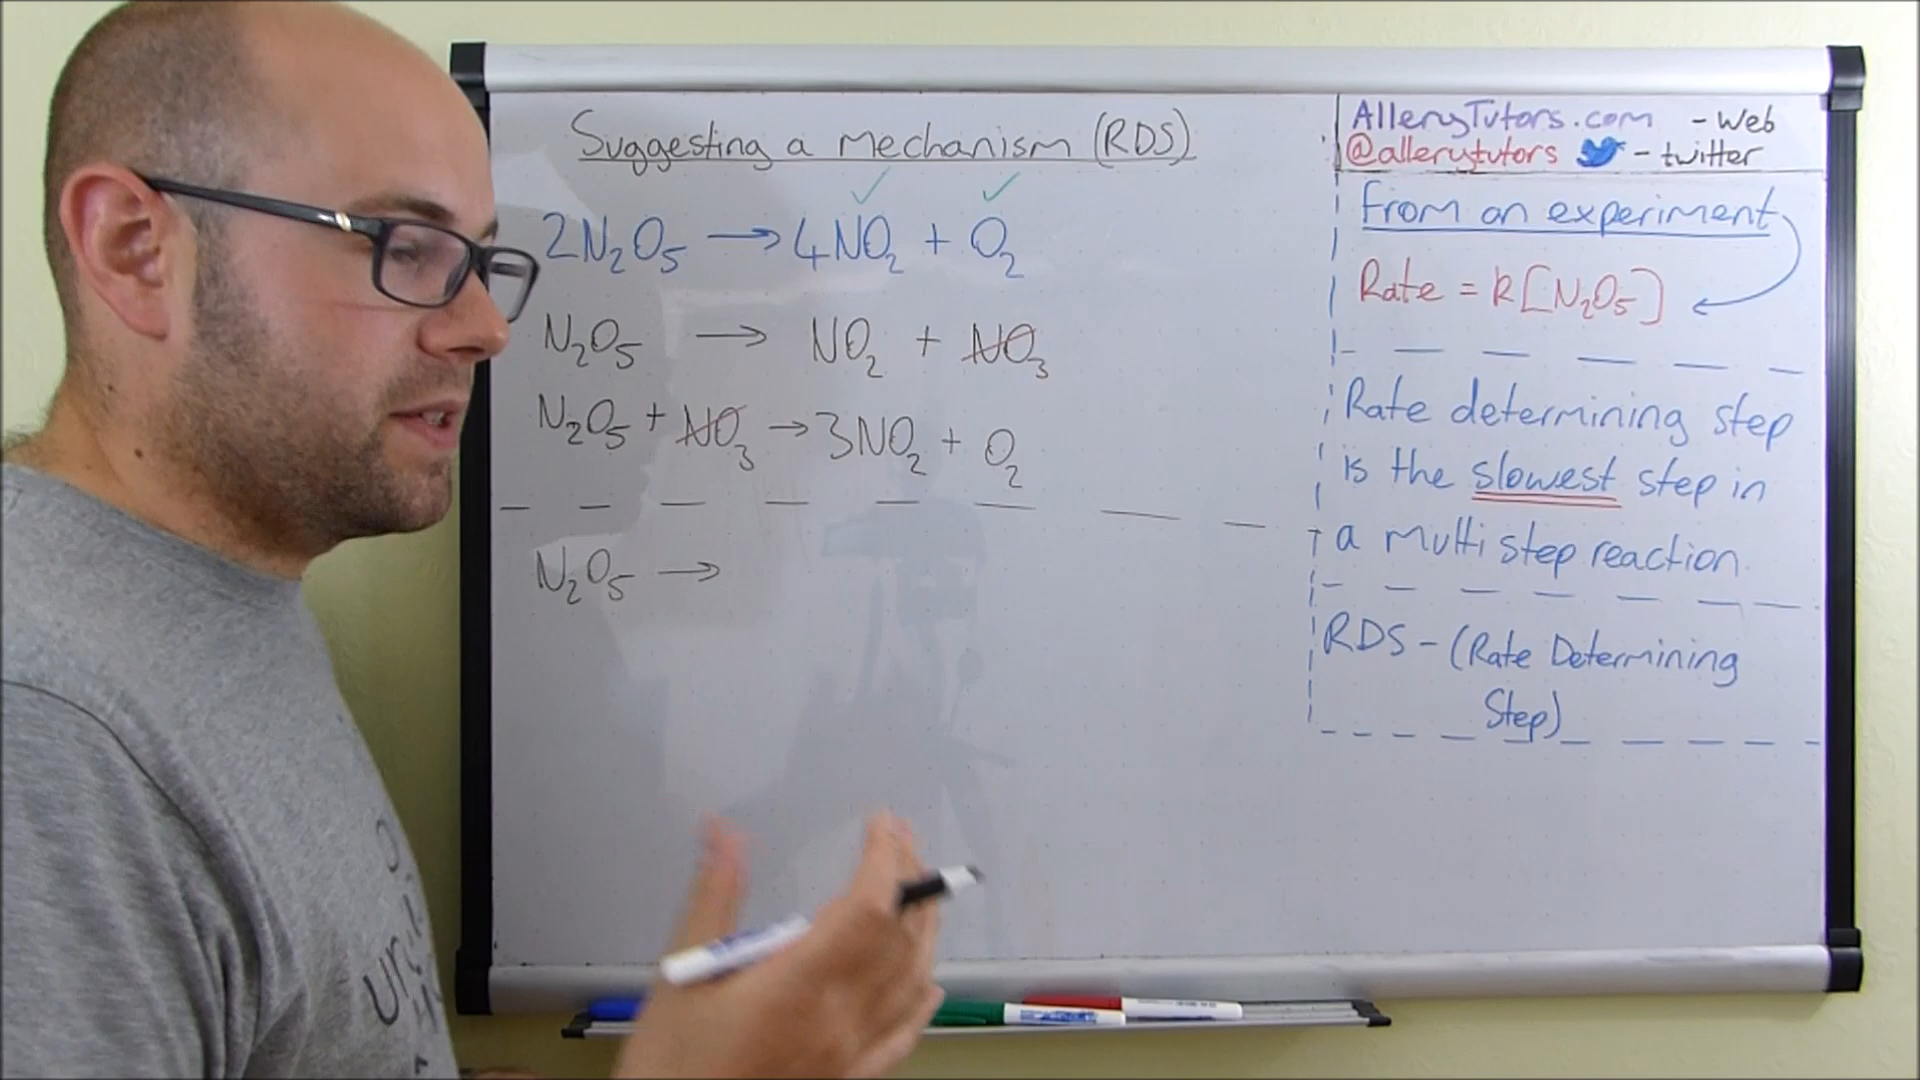 Suggesting a mechanism (RDS)
2N₂O₅ → 4NO₂ + O₂
N₂O₅ → NO₂ + NO₃
N₂O₅ + NO₃ → 3NO₂ + O₂
N₂O₅ →
AlleryTutors.com - Web
@allerytutors - twitter
From an experiment
Rate = k[N₂O₅]
Rate determining step
is the slowest step in
a multi step reaction.
RDS - (Rate Determining
Step)